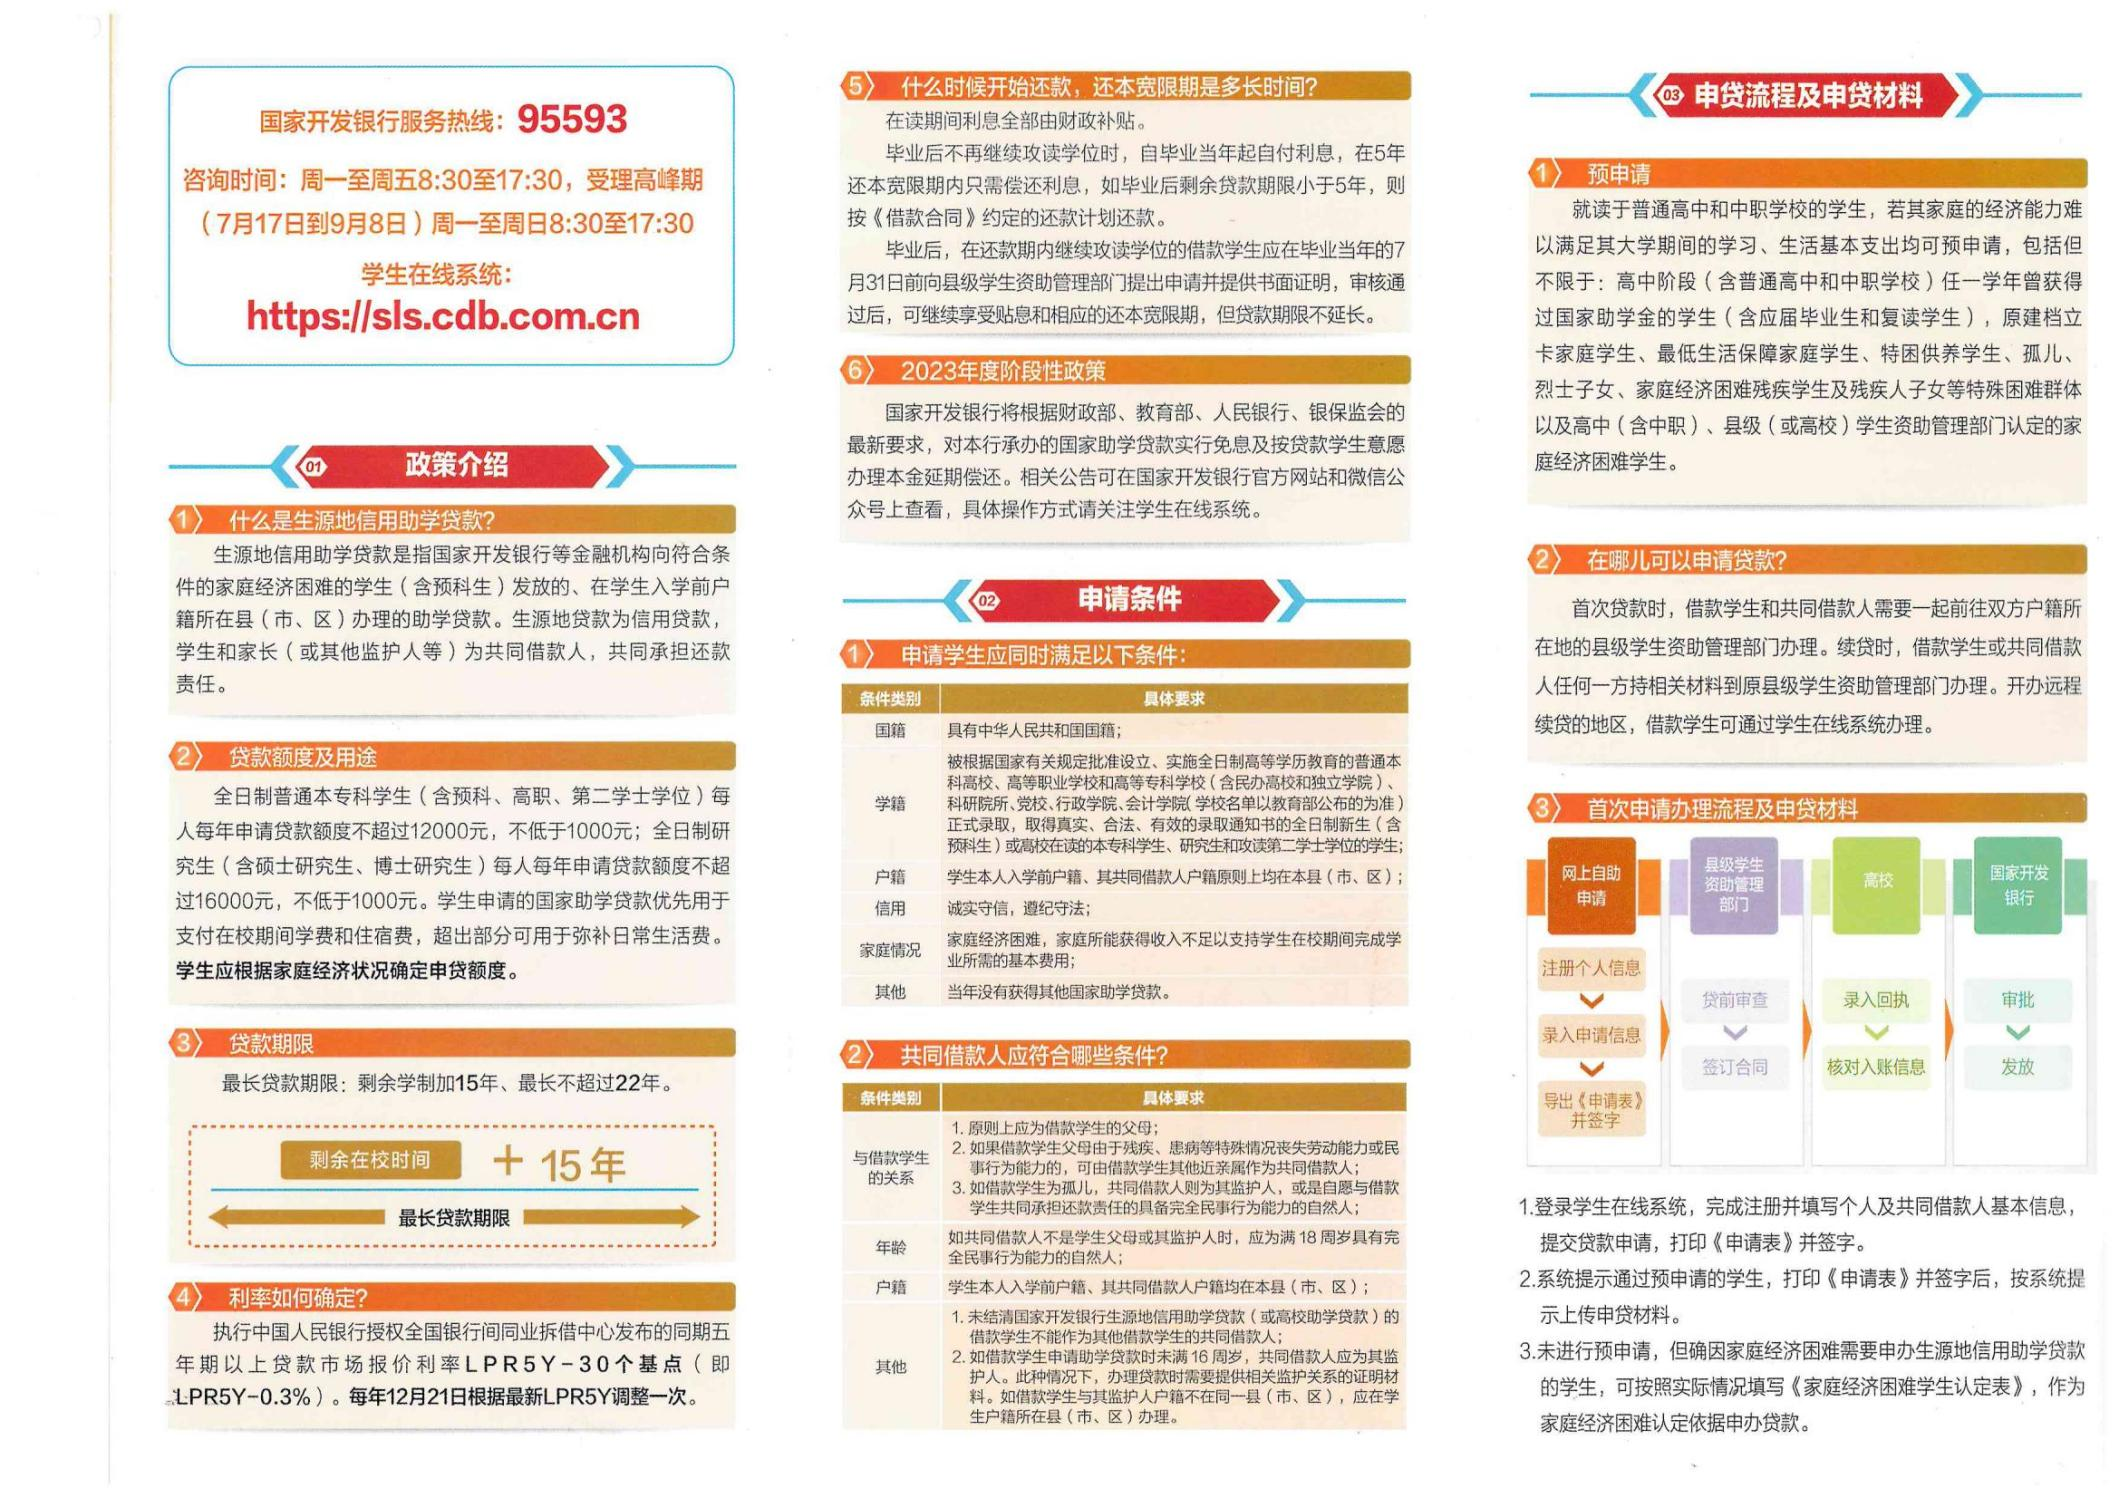 国家开发银行服务热线：95593
咨询时间：周一至周五8:30至17:30，受理高峰期
（7月17日到9月8日）周一至周日8:30至17:30
学生在线系统：
https://sls.cdb.com.cn
01 政策介绍
1 什么是生源地信用助学贷款?
生源地信用助学贷款是指国家开发银行等金融机构向符合条
件的家庭经济困难的学生（含预科生）发放的、在学生入学前户
籍所在县（市、区）办理的助学贷款。生源地贷款为信用贷款，
学生和家长（或其他监护人等）为共同借款人，共同承担还款
责任。
2 贷款额度及用途
全日制普通本专科学生（含预科、高职、第二学士学位）每
人每年申请贷款额度不超过12000元，不低于1000元；全日制研
究生（含硕士研究生、博士研究生）每人每年申请贷款额度不超
过16000元，不低于1000元。学生申请的国家助学贷款优先用于
支付在校期间学费和住宿费，超出部分可用于弥补日常生活费。
学生应根据家庭经济状况确定申贷额度。
3 贷款期限
最长贷款期限：剩余学制加15年、最长不超过22年。
剩余在校时间 + 15年
最长贷款期限
4 利率如何确定?
执行中国人民银行授权全国银行间同业拆借中心发布的同期五
年期以上贷款市场报价利率LPR5Y-30个基点（即
LPR5Y-0.3%）。每年12月21日根据最新LPR5Y调整一次。
5 什么时候开始还款，还本宽限期是多长时间?
在读期间利息全部由财政补贴。
毕业后不再继续攻读学位时，自毕业当年起自付利息，在5年
还本宽限期内只需偿还利息，如毕业后剩余贷款期限小于5年，则
按《借款合同》约定的还款计划还款。
毕业后，在还款期内继续攻读学位的借款学生应在毕业当年的7
月31日前向县级学生资助管理部门提出申请并提供书面证明，审核通
过后，可继续享受贴息和相应的还本宽限期，但贷款期限不延长。
6 2023年度阶段性政策
国家开发银行将根据财政部、教育部、人民银行、银保监会的
最新要求，对本行承办的国家助学贷款实行免息及按贷款学生意愿
办理本金延期偿还。相关公告可在国家开发银行官方网站和微信公
众号上查看，具体操作方式请关注学生在线系统。
02 申请条件
1 申请学生应同时满足以下条件：
条件类别 具体要求
国籍 具有中华人民共和国国籍；
学籍
被根据国家有关规定批准设立、实施全日制高等学历教育的普通本
科高校、高等职业学校和高等专科学校（含民办高校和独立学院）、
科研院所、党校、行政学院、会计学院（学校名单以教育部公布的为准）
正式录取，取得真实、合法、有效的录取通知书的全日制新生（含
预科生）或高校在读的本专科学生、研究生和攻读第二学士学位的学生；
户籍 学生本人入学前户籍、其共同借款人户籍原则上均在本县（市、区）；
信用 诚实守信，遵纪守法；
家庭情况
家庭经济困难，家庭所能获得收入不足以支持学生在校期间完成学
业所需的基本费用；
其他 当年没有获得其他国家助学贷款。
2 共同借款人应符合哪些条件?
条件类别 具体要求
与借款学生
的关系
1. 原则上应为借款学生的父母；
2. 如果借款学生父母由于残疾、患病等特殊情况丧失劳动能力或民
事行为能力的，可由借款学生其他近亲属作为共同借款人；
3. 如借款学生为孤儿，共同借款人则为其监护人，或是自愿与借款
学生共同承担还款责任的具备完全民事行为能力的自然人；
年龄
如共同借款人不是学生父母或其监护人时，应为满18周岁具有完
全民事行为能力的自然人；
户籍 学生本人入学前户籍、其共同借款人户籍均在本县（市、区）；
其他
1. 未结清国家开发银行生源地信用助学贷款（或高校助学贷款）的
借款学生不能作为其他借款学生的共同借款人；
2. 如借款学生申请助学贷款时未满16周岁，共同借款人应为其监
护人。此种情况下，办理贷款时需要提供相关监护关系的证明材
料。如借款学生与其监护人户籍不在同一县（市、区），应在学
生户籍所在县（市、区）办理。
03 申贷流程及申贷材料
1 预申请
就读于普通高中和中职学校的学生，若其家庭的经济能力难
以满足其大学期间的学习、生活基本支出均可预申请，包括但
不限于：高中阶段（含普通高中和中职学校）任一学年曾获得
过国家助学金的学生（含应届毕业生和复读学生），原建档立
卡家庭学生、最低生活保障家庭学生、特困供养学生、孤儿、
烈士子女、家庭经济困难残疾学生及残疾人子女等特殊困难群体
以及高中（含中职）、县级（或高校）学生资助管理部门认定的家
庭经济困难学生。
2 在哪儿可以申请贷款?
首次贷款时，借款学生和共同借款人需要一起前往双方户籍所
在地的县级学生资助管理部门办理。续贷时，借款学生或共同借款
人任何一方持相关材料到原县级学生资助管理部门办理。开办远程
续贷的地区，借款学生可通过学生在线系统办理。
3 首次申请办理流程及申贷材料
网上自助
申请
注册个人信息
录入申请信息
导出《申请表》
并签字
县级学生
资助管理
部门
贷前审查
签订合同
高校
录入回执
核对入账信息
国家开发
银行
审批
发放
1.登录学生在线系统，完成注册并填写个人及共同借款人基本信息，
提交贷款申请，打印《申请表》并签字。
2.系统提示通过预申请的学生，打印《申请表》并签字后，按系统提
示上传申贷材料。
3.未进行预申请，但确因家庭经济困难需要申办生源地信用助学贷款
的学生，可按照实际情况填写《家庭经济困难学生认定表》，作为
家庭经济困难认定依据申办贷款。